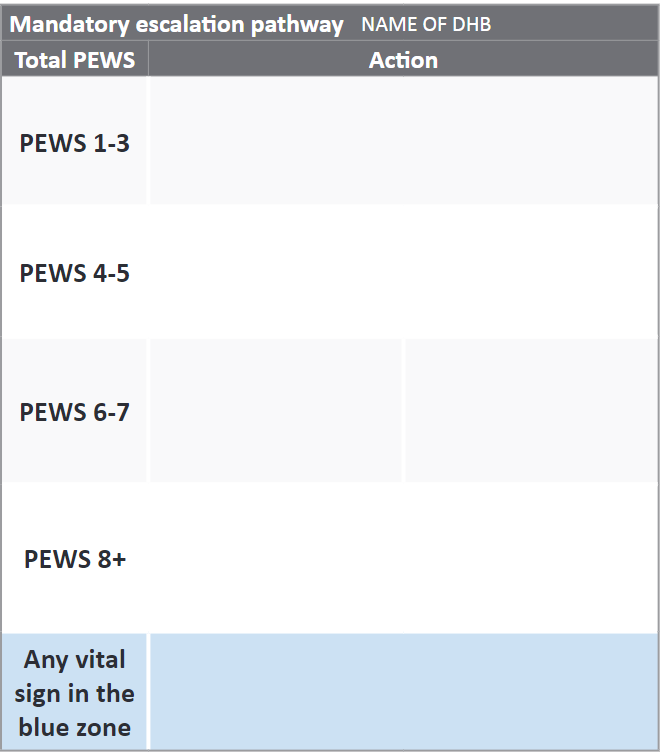 Mandatory escalation pathway NAME OF DHB
Total PEWS Action
PEWS 1-3
PEWS 4-5
PEWS 6-7
PEWS 8+
Any vital
sign in the
blue zone